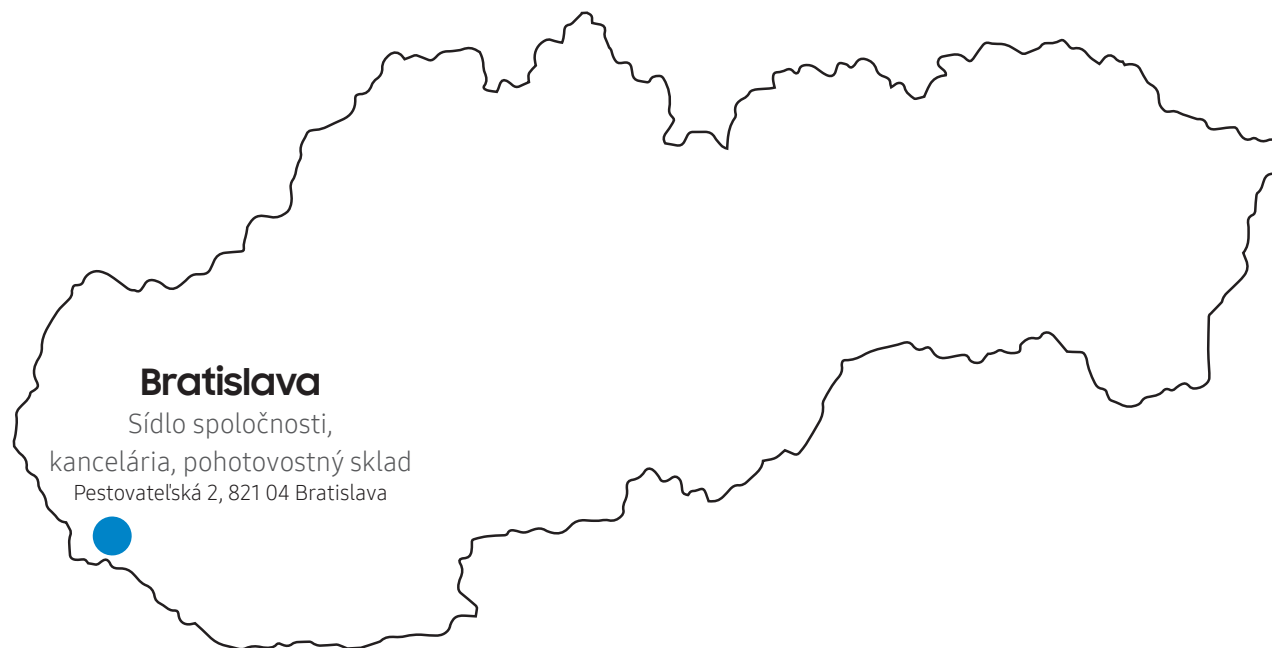 Bratislava
Sídlo spoločnosti,
kancelária, pohotovostný sklad
Pestovateľská 2, 821 04 Bratislava